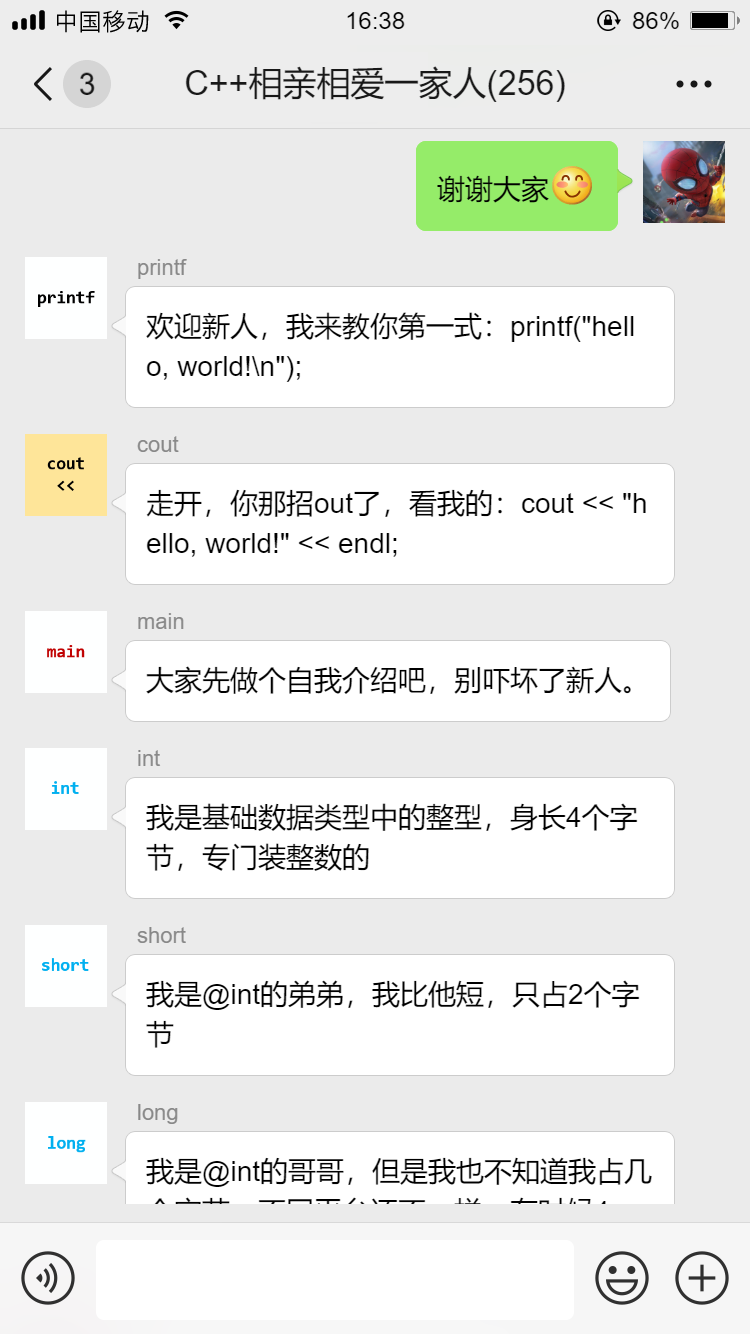 中国移动
16:38
86%
3
C++相亲相爱一家人(256)
谢谢大家
printf
printf
欢迎新人，我来教你第一式：printf("hell
o, world!\n");
cout
<<
cout
走开，你那招out了，看我的：cout << "h
ello, world!" << endl;
main
main
大家先做个自我介绍吧，别吓坏了新人。
int
int
我是基础数据类型中的整型，身长4个字
节，专门装整数的
short
short
我是@int的弟弟，我比他短，只占2个字
节
long
long
我是@int的哥哥，但是我也不知道我占几